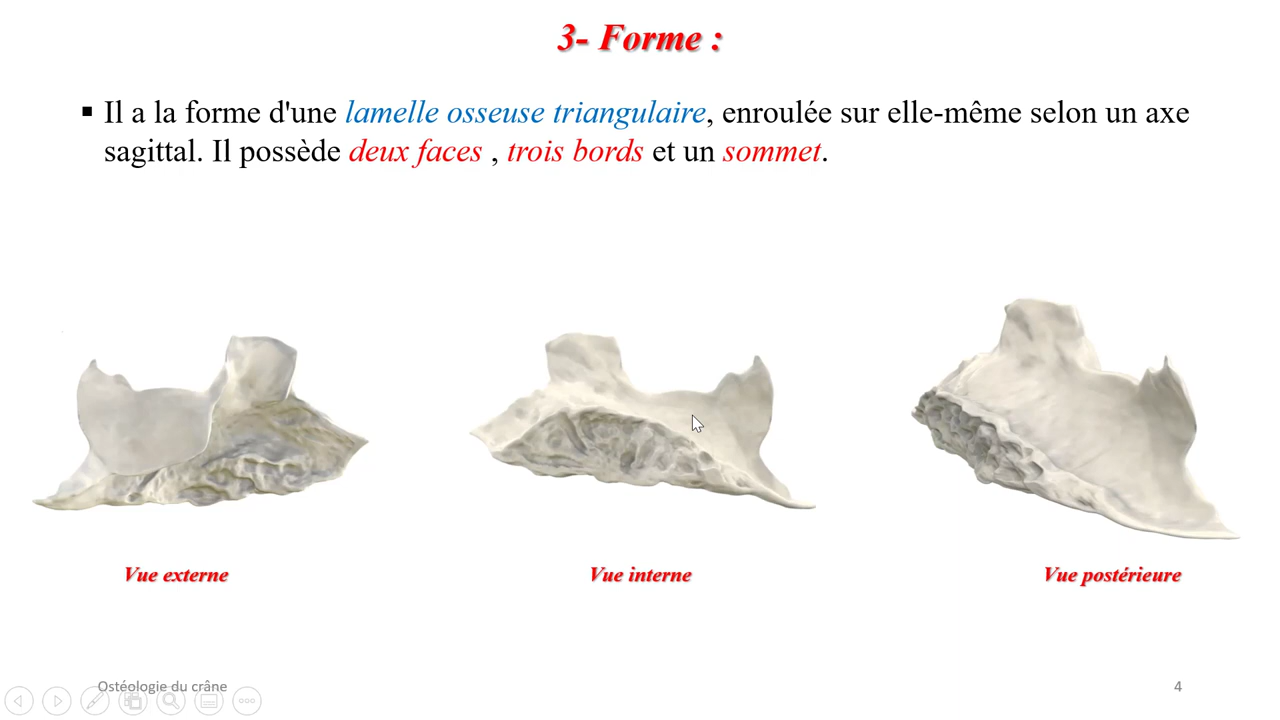 3- Forme :
▪ Il a la forme d'une lamelle osseuse triangulaire, enroulée sur elle-même selon un axe
sagittal. Il possède deux faces , trois bords et un sommet.
Vue externe
Vue interne
Vue postérieure
Ostéologie du crâne
4